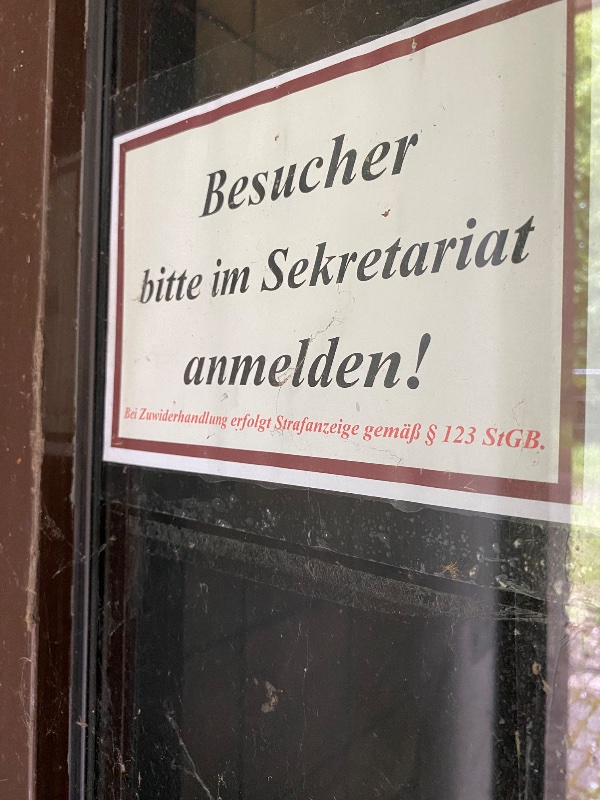 Besucher
bitte im Sekretariat
anmelden!
Bei Zuwiderhandlung erfolgt Strafanzeige gemäß § 123 StGB.